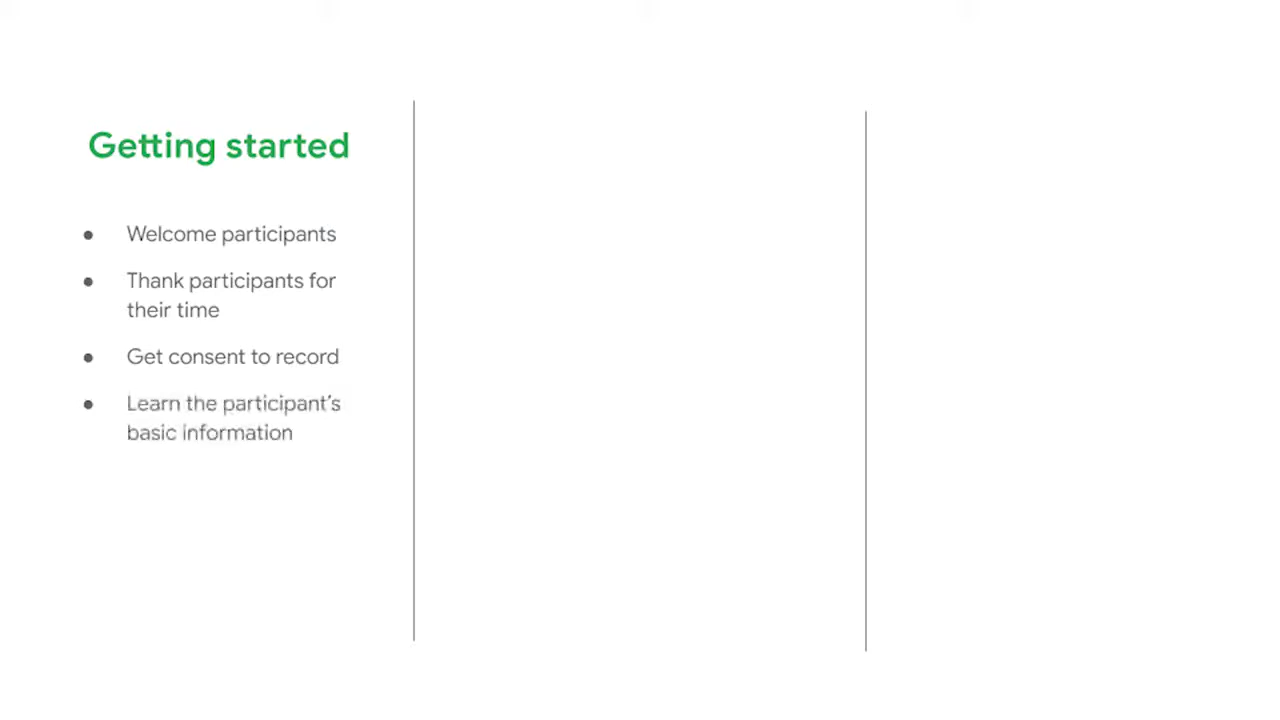 Getting started
● Welcome participants
● Thank participants for
their time
● Get consent to record
● Learn the participant’s
basic information